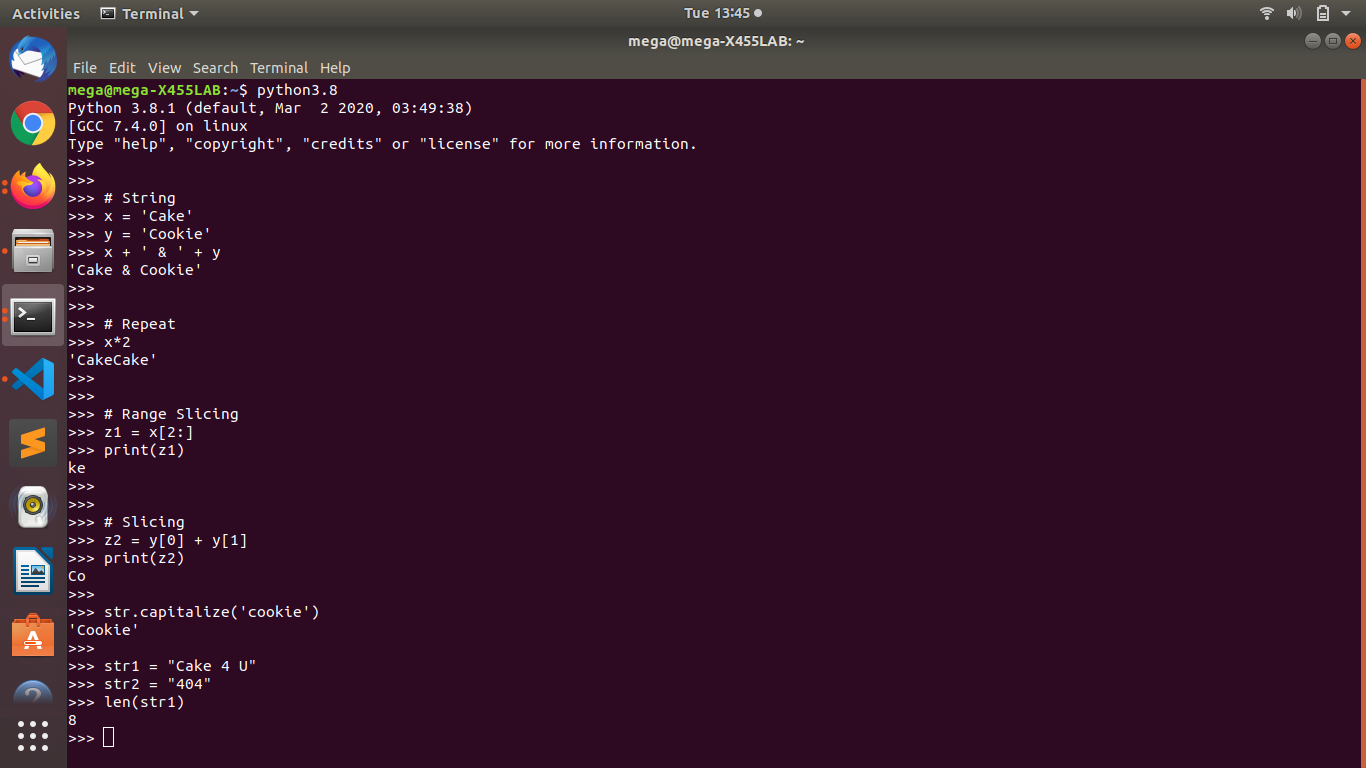 Activities Terminal Tue 13:45
mega@mega-X455LAB: ~
File Edit View Search Terminal Help
mega@mega-X455LAB:~$ python3.8
Python 3.8.1 (default, Mar  2 2020, 03:49:38)
[GCC 7.4.0] on linux
Type "help", "copyright", "credits" or "license" for more information.
>>>
>>>
>>> # String
>>> x = 'Cake'
>>> y = 'Cookie'
>>> x + ' & ' + y
'Cake & Cookie'
>>>
>>>
>>> # Repeat
>>> x*2
'CakeCake'
>>>
>>>
>>> # Range Slicing
>>> z1 = x[2:]
>>> print(z1)
ke
>>>
>>>
>>> # Slicing
>>> z2 = y[0] + y[1]
>>> print(z2)
Co
>>>
>>> str.capitalize('cookie')
'Cookie'
>>>
>>> str1 = "Cake 4 U"
>>> str2 = "404"
>>> len(str1)
8
>>>